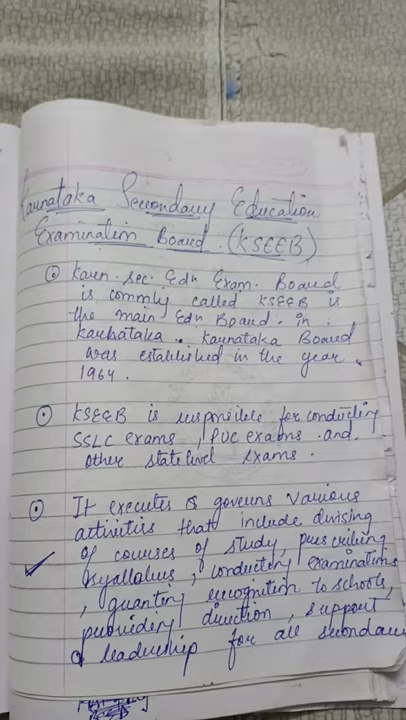 Karnataka Secondary Education
Examination Board. (KSEEB)
Karn. Sec. Edn Exam. Board
is commly called KSEEB is
the main Edn Board. in
Karnataka. Karnataka Board
was established in the year
1964.
KSEEB is responsible for conducting
SSLC exams, PUC exams. and
other state level exams.
It executes & governs various
activities that include divising
of courses of study, prescribing
syllabus, conducting examinations
, granting recognition to schools,
providing direction, support
& leadership for all secondary